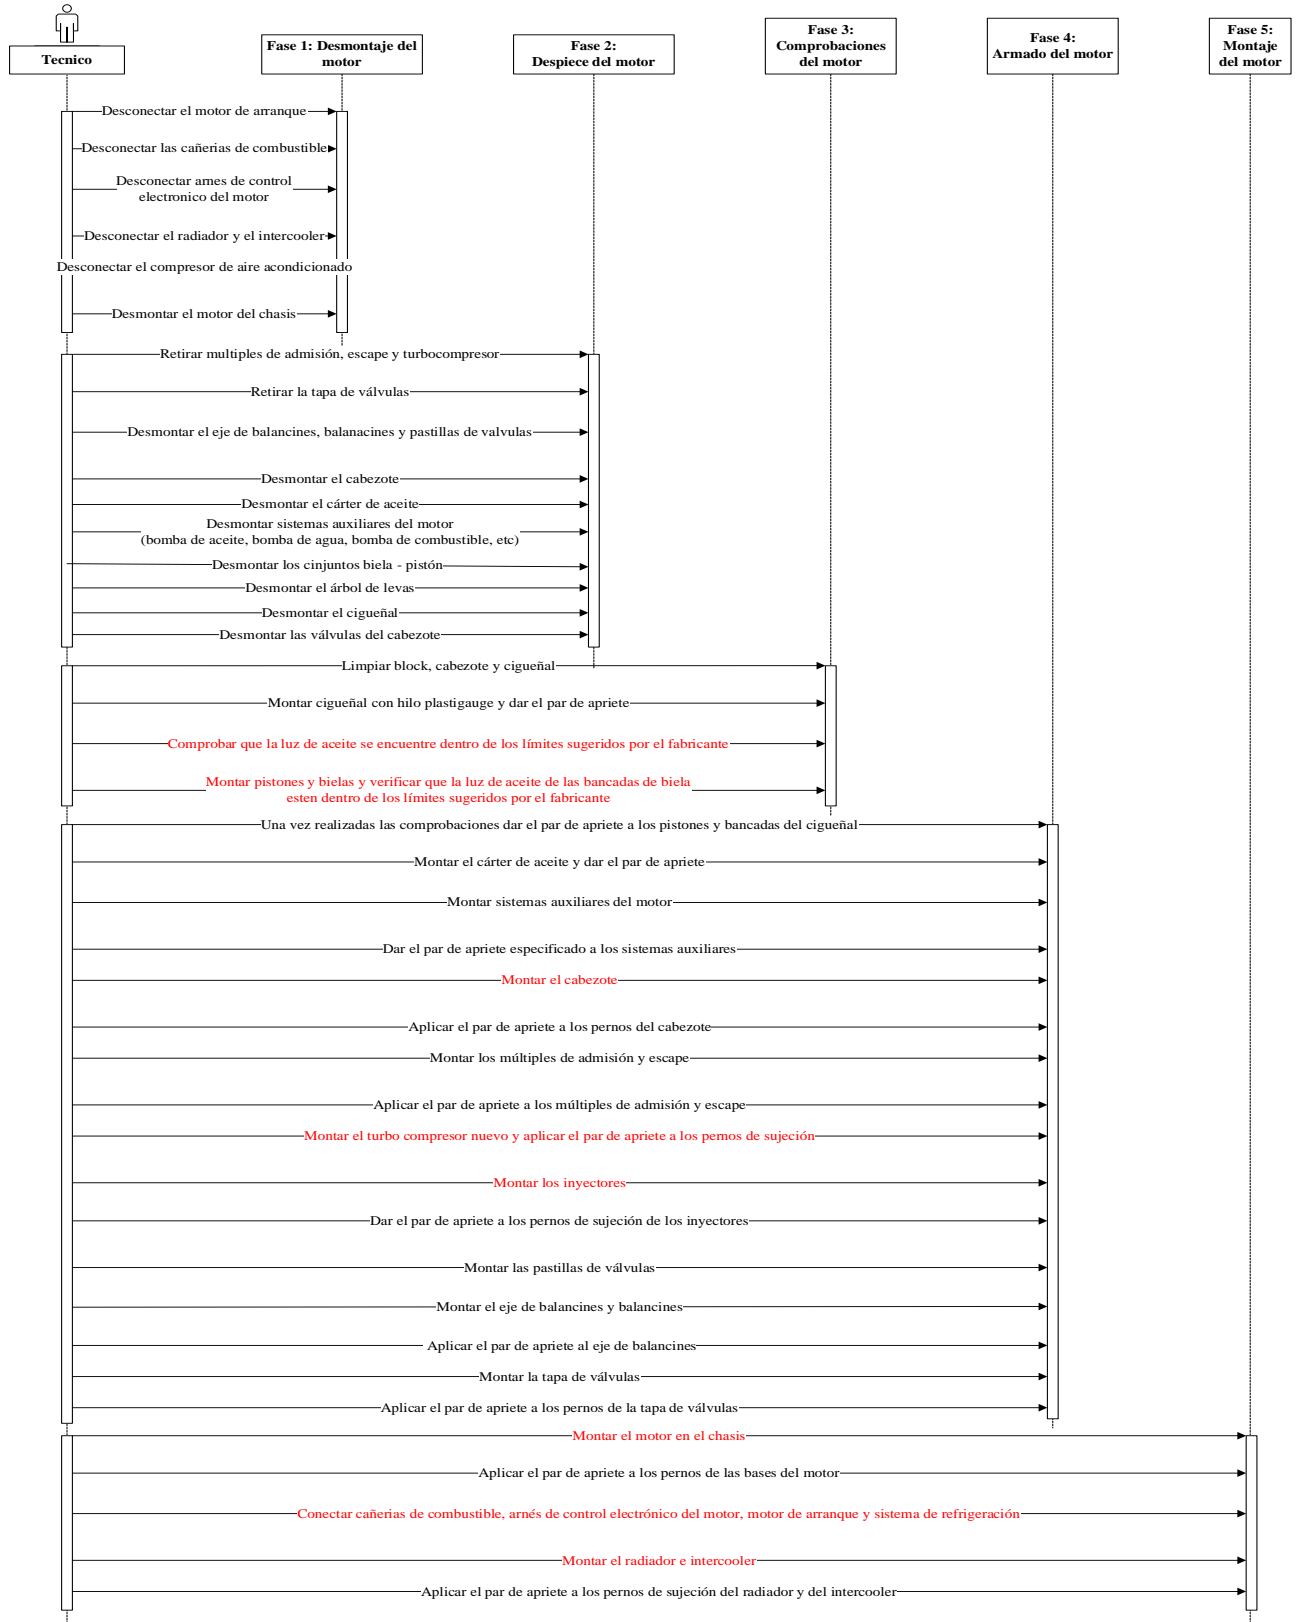 Tecnico
Fase 1: Desmontaje del
motor
Fase 2:
Despiece del motor
Fase 3:
Comprobaciones
del motor
Fase 4:
Armado del motor
Fase 5:
Montaje
del motor
Desconectar el motor de arranque
Desconectar las cañerias de combustible
Desconectar arnes de control
electronico del motor
Desconectar el radiador y el intercooler
Desconectar el compresor de aire acondicionado
Desmontar el motor del chasis
Retirar multiples de admisión, escape y turbocompresor
Retirar la tapa de válvulas
Desmontar el eje de balancines, balanacines y pastillas de valvulas
Desmontar el cabezote
Desmontar el cárter de aceite
Desmontar sistemas auxiliares del motor
(bomba de aceite, bomba de agua, bomba de combustible, etc)
Desmontar los cinjuntos biela - pistón
Desmontar el árbol de levas
Desmontar el cigueñal
Desmontar las válvulas del cabezote
Limpiar block, cabezote y cigueñal
Montar cigueñal con hilo plastigauge y dar el par de apriete
Comprobar que la luz de aceite se encuentre dentro de los límites sugeridos por el fabricante
Montar pistones y bielas y verificar que la luz de aceite de las bancadas de biela
esten dentro de los límites sugeridos por el fabricante
Una vez realizadas las comprobaciones dar el par de apriete a los pistones y bancadas del cigueñal
Montar el cárter de aceite y dar el par de apriete
Montar sistemas auxiliares del motor
Dar el par de apriete especificado a los sistemas auxiliares
Montar el cabezote
Aplicar el par de apriete a los pernos del cabezote
Montar los múltiples de admisión y escape
Aplicar el par de apriete a los múltiples de admisión y escape
Montar el turbo compresor nuevo y aplicar el par de apriete a los pernos de sujeción
Montar los inyectores
Dar el par de apriete a los pernos de sujeción de los inyectores
Montar las pastillas de válvulas
Montar el eje de balancines y balancines
Aplicar el par de apriete al eje de balancines
Montar la tapa de válvulas
Aplicar el par de apriete a los pernos de la tapa de válvulas
Montar el motor en el chasis
Aplicar el par de apriete a los pernos de las bases del motor
Conectar cañerias de combustible, arnés de control electrónico del motor, motor de arranque y sistema de refrigeración
Montar el radiador e intercooler
Aplicar el par de apriete a los pernos de sujeción del radiador y del intercooler